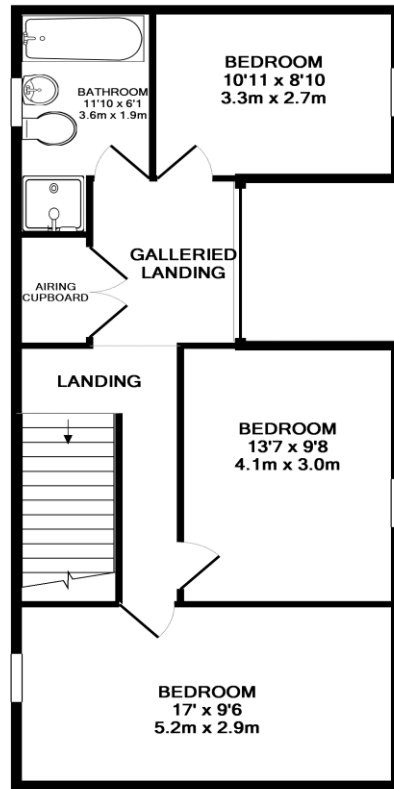 BEDROOM
10'11 x 8'10
3.3m x 2.7m
BATHROOM
11'10 x 6'1
3.6m x 1.9m
GALLERIED
LANDING
AIRING
CUPBOARD
LANDING
BEDROOM
13'7 x 9'8
4.1m x 3.0m
BEDROOM
17' x 9'6
5.2m x 2.9m